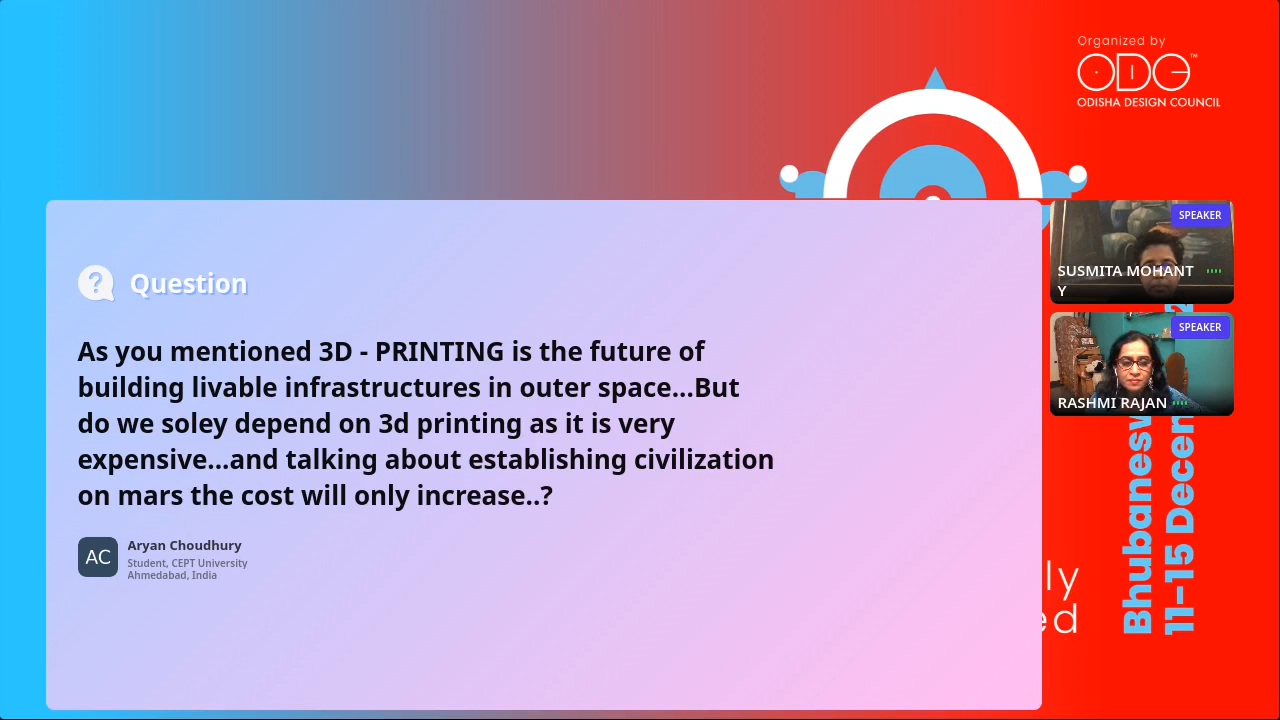 Organized by
ODC™
ODISHA DESIGN COUNCIL
Question
As you mentioned 3D - PRINTING is the future of
building livable infrastructures in outer space...But
do we soley depend on 3d printing as it is very
expensive...and talking about establishing civilization
on mars the cost will only increase..?
AC
Aryan Choudhury
Student, CEPT University
Ahmedabad, India
SPEAKER
SUSMITA MOHANT
Y
SPEAKER
RASHMI RAJAN
ly
ed
Bhubanesw
11–15 Decem